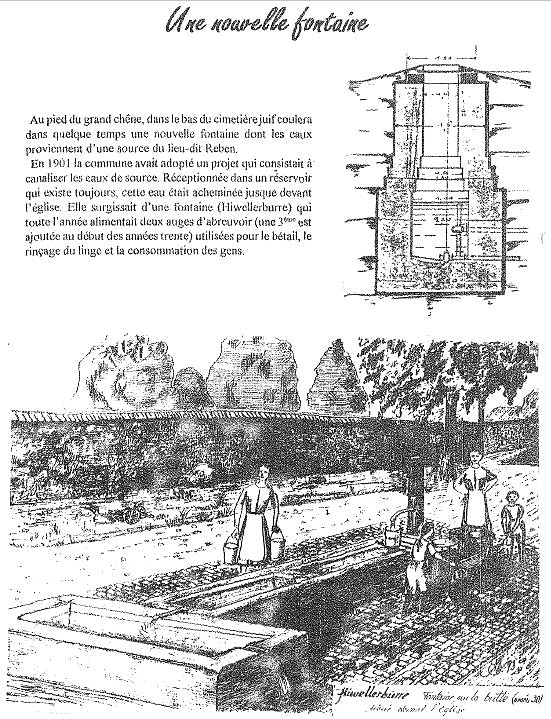 Une nouvelle fontaine
Au pied du grand chêne, dans le bas du cimetière juif coulera
dans quelque temps une nouvelle fontaine dont les eaux
proviennent d'une source du lieu-dit Reben.
En 1901 la commune avait adopté un projet qui consistait à
canaliser les eaux de source. Réceptionnée dans un réservoir
qui existe toujours, cette eau était acheminée jusque devant
l'église. Elle surgissait d'une fontaine (Hiwellerburre) qui
toute l'année alimentait deux auges d'abreuvoir (une 3ème est
ajoutée au début des années trente) utilisées pour le bétail, le
rinçage du linge et la consommation des gens.
Hiwellerburre Fontaine sur la butte (années 30)
devant l'Eglise